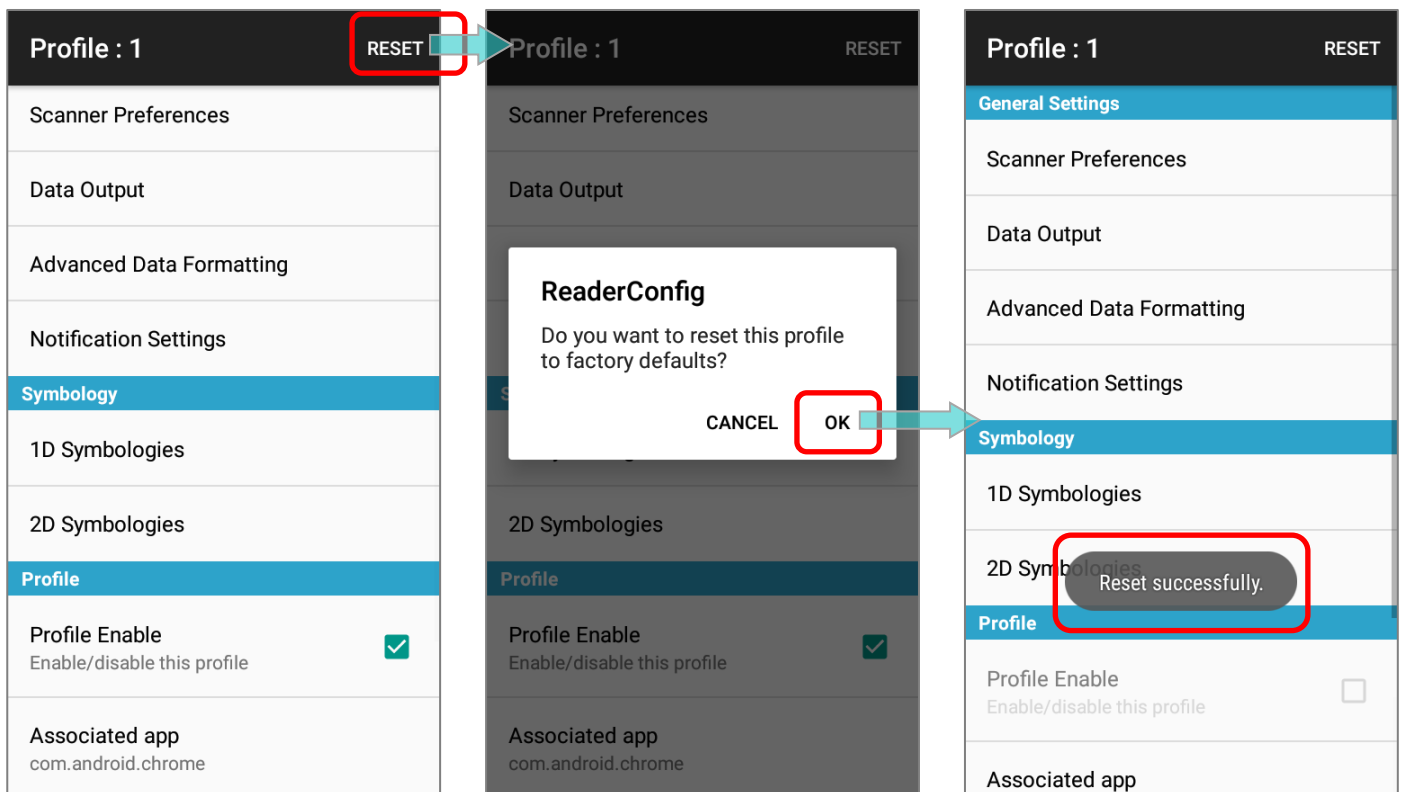 Profile : 1
RESET
Scanner Preferences
Data Output
Advanced Data Formatting
Notification Settings
Symbology
1D Symbologies
2D Symbologies
Profile
Profile Enable
Enable/disable this profile
Associated app
com.android.chrome
Profile : 1
RESET
Scanner Preferences
Data Output
ReaderConfig
Do you want to reset this profile
to factory defaults?
CANCEL
OK
2D Symbologies
Profile
Profile Enable
Enable/disable this profile
Associated app
com.android.chrome
Profile : 1
RESET
General Settings
Scanner Preferences
Data Output
Advanced Data Formatting
Notification Settings
Symbology
1D Symbologies
2D Symbologies
Reset successfully.
Profile
Profile Enable
Enable/disable this profile
Associated app